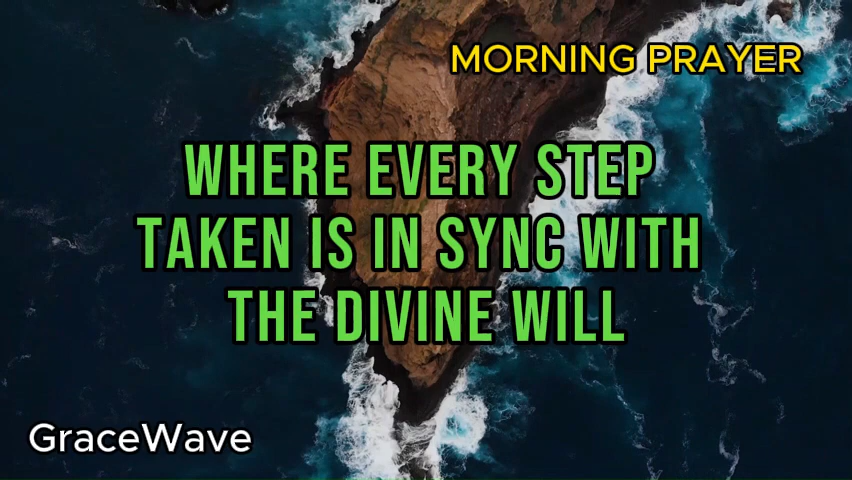 MORNING PRAYER
WHERE EVERY STEP
TAKEN IS IN SYNC WITH
THE DIVINE WILL
GraceWave